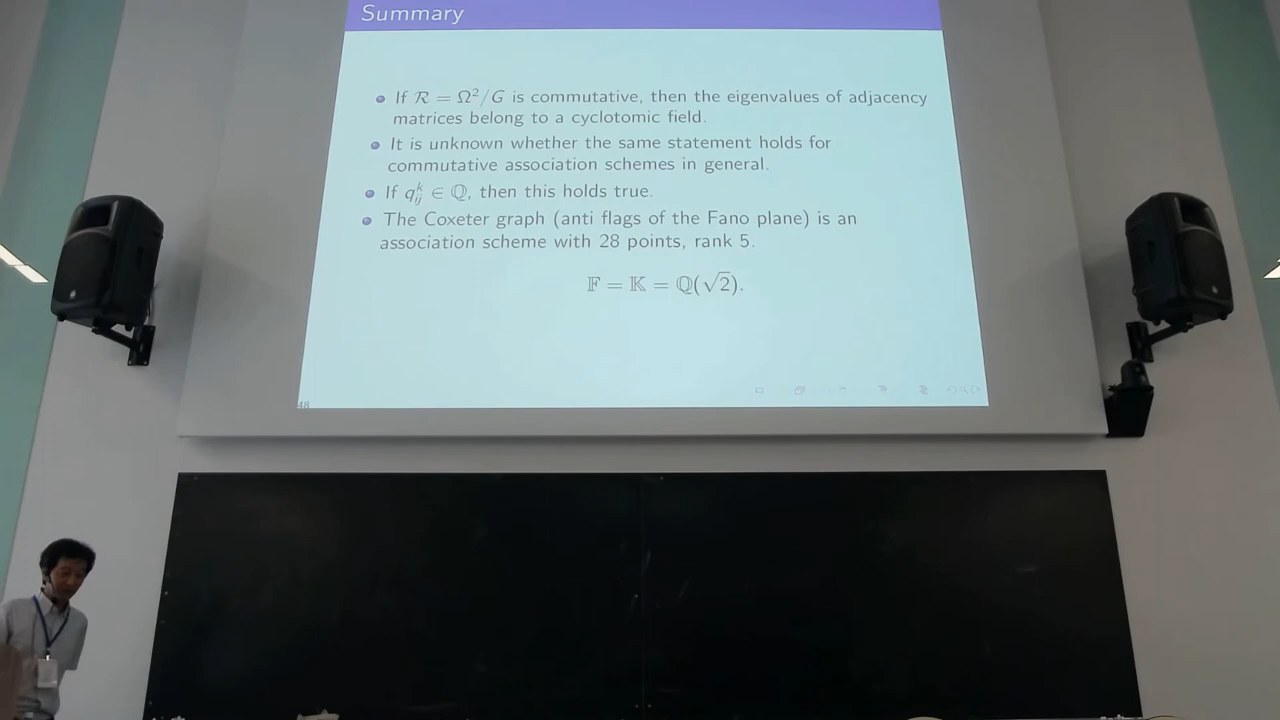 Summary
If ℛ = Ω²/G is commutative, then the eigenvalues of adjacency
matrices belong to a cyclotomic field.
It is unknown whether the same statement holds for
commutative association schemes in general.
If qᵢⱼᵏ ∈ ℚ, then this holds true.
The Coxeter graph (anti flags of the Fano plane) is an
association scheme with 28 points, rank 5.
𝔽 = 𝕂 = ℚ(√2).
48